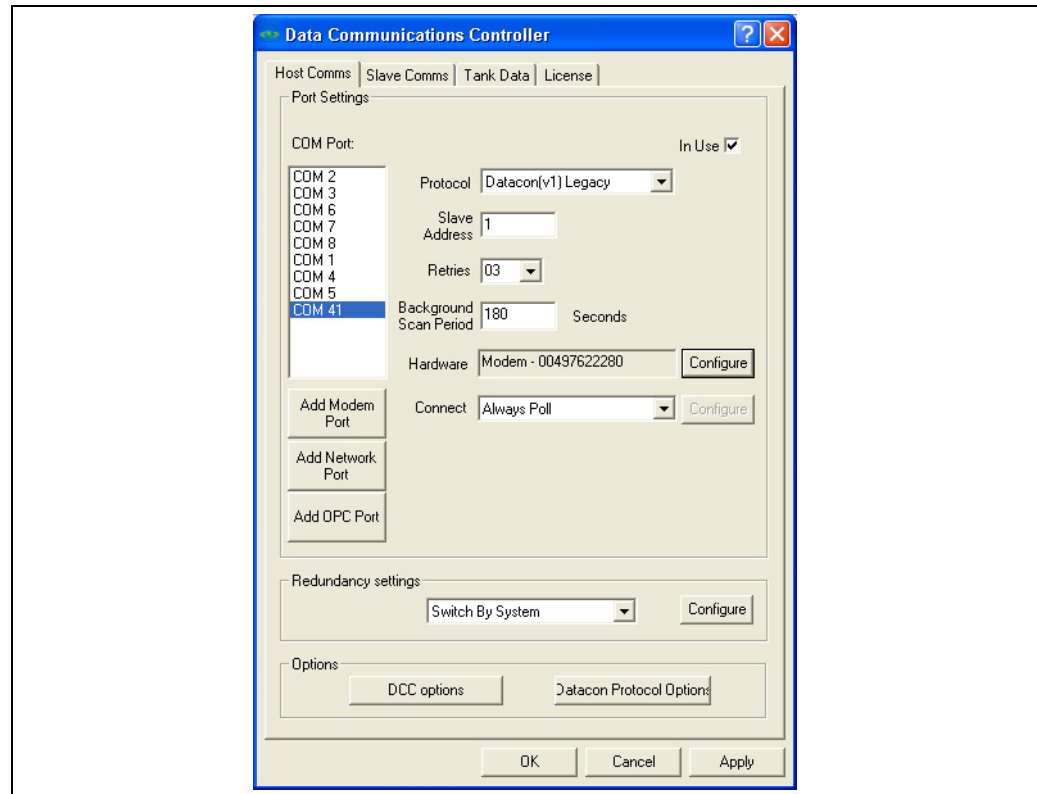 Data Communications Controller
Host Comms Slave Comms Tank Data License
Port Settings
COM Port:
In Use
COM 2
COM 3
COM 6
COM 7
COM 8
COM 1
COM 4
COM 5
COM 41
Protocol Datacon(v1) Legacy
Slave
Address 1
Retries 03
Background
Scan Period 180 Seconds
Hardware Modem - 00497622280 Configure
Connect Always Poll Configure
Add Modem
Port
Add Network
Port
Add OPC Port
Redundancy settings
Switch By System Configure
Options
DCC options Datacon Protocol Options
OK Cancel Apply